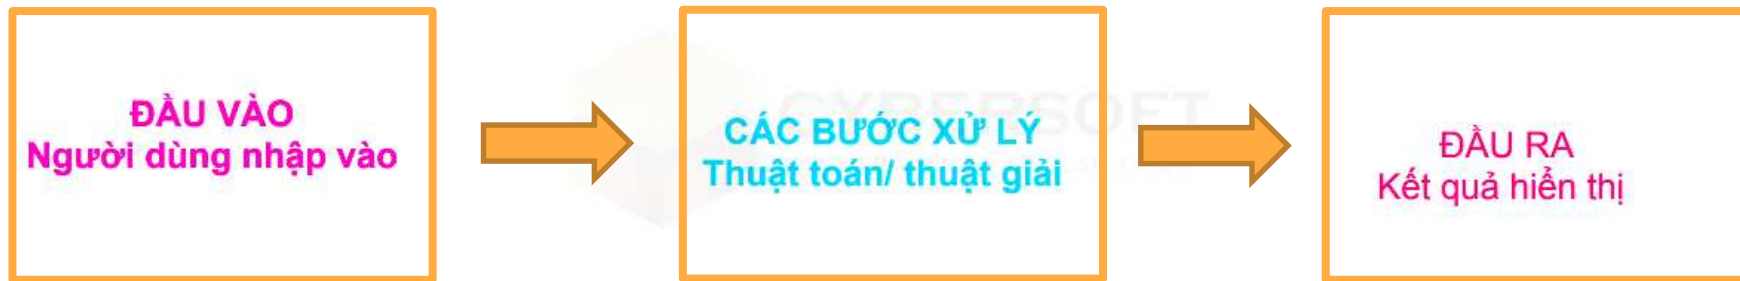 ĐẦU VÀO
Người dùng nhập vào
CÁC BƯỚC XỬ LÝ
Thuật toán/ thuật giải
ĐẦU RA
Kết quả hiển thị
CYBERSOFT